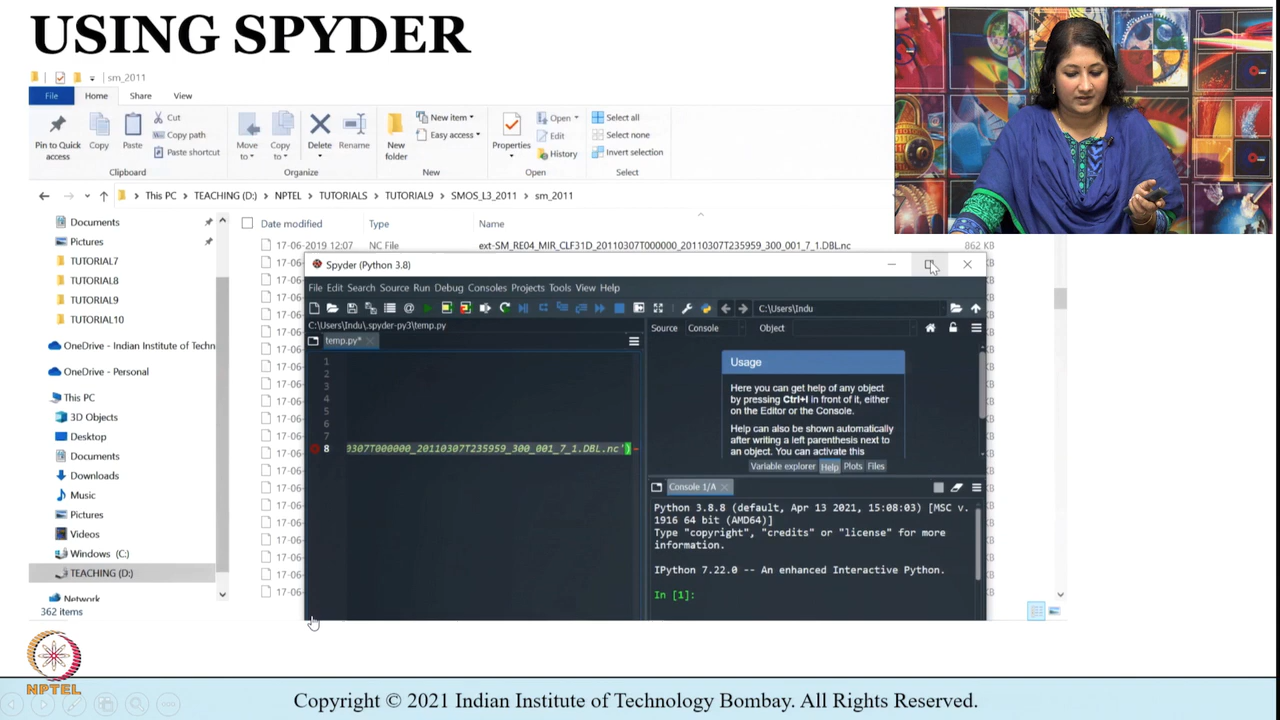 USING SPYDER
sm_2011
File Home Share View
Pin to Quick access
Copy
Paste
Cut
Copy path
Paste shortcut
Clipboard
Move to
Copy to
Delete
Rename
Organize
New folder
New item
Easy access
New
Properties
Open
Edit
History
Open
Select all
Select none
Invert selection
Select
This PC > TEACHING (D:) > NPTEL > TUTORIALS > TUTORIAL9 > SMOS_L3_2011 > sm_2011
Date modified Type Name
17-06-2019 12:07 NC File ext-SM_RE04_MIR_CLF31D_20110307T000000_20110307T235959_300_001_7_1.DBL.nc 862 KB
Documents
Pictures
TUTORIAL7
TUTORIAL8
TUTORIAL9
TUTORIAL10
OneDrive - Indian Institute of Techn
OneDrive - Personal
This PC
3D Objects
Desktop
Documents
Downloads
Music
Pictures
Videos
Windows (C:)
TEACHING (D:)
Network
362 items
Spyder (Python 3.8)
File Edit Search Source Run Debug Consoles Projects Tools View Help
C:\Users\Indu
C:\Users\Indu\.spyder-py3\temp.py
temp.py*
1
2
3
4
5
6
7
8 0307T000000_20110307T235959_300_001_7_1.DBL.nc')
Source Console Object
Usage
Here you can get help of any object
by pressing Ctrl+I in front of it, either
on the Editor or the Console.
Help can also be shown automatically
after writing a left parenthesis next to
an object. You can activate this
Variable explorer Help Plots Files
Console 1/A
Python 3.8.8 (default, Apr 13 2021, 15:08:03) [MSC v.
1916 64 bit (AMD64)]
Type "copyright", "credits" or "license" for more
information.
IPython 7.22.0 -- An enhanced Interactive Python.
In [1]:
NPTEL
Copyright © 2021 Indian Institute of Technology Bombay. All Rights Reserved.